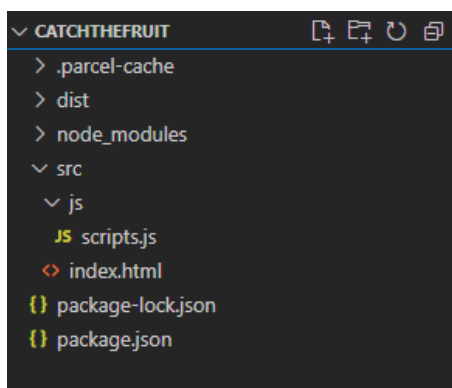 CATCHTHEFRUIT
.parcel-cache
dist
node_modules
src
js
JS scripts.js
<> index.html
{} package-lock.json
{} package.json